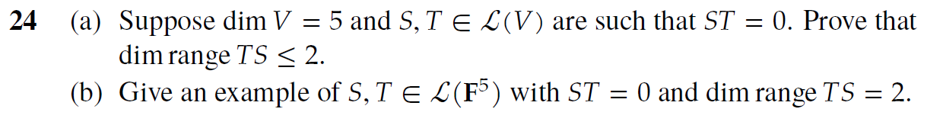 24 (a) Suppose dim V = 5 and S, T ∈ ℒ(V) are such that ST = 0. Prove that
dim range TS ≤ 2.
(b) Give an example of S, T ∈ ℒ(F⁵) with ST = 0 and dim range TS = 2.